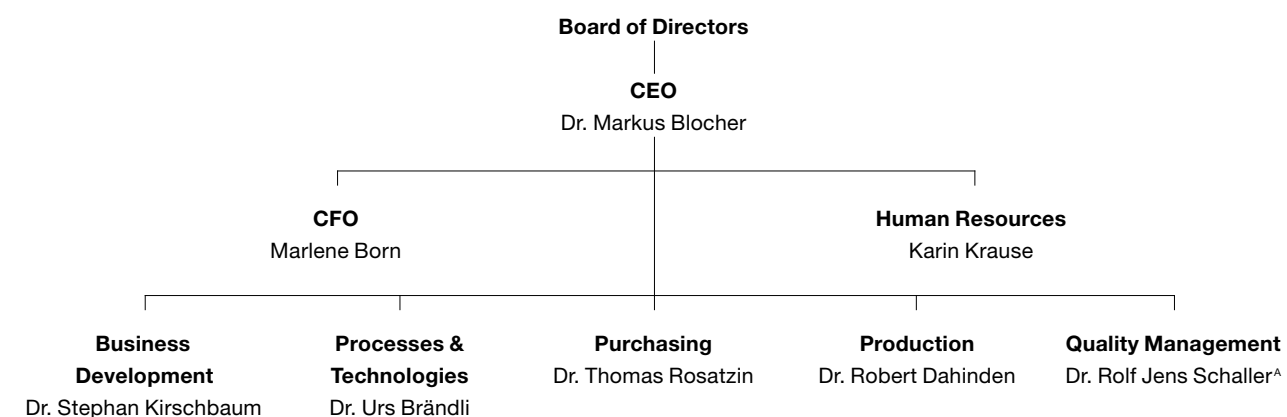 Board of Directors
CEO
Dr. Markus Blocher
CFO
Marlene Born
Human Resources
Karin Krause
Business
Development
Dr. Stephan Kirschbaum
Processes &
Technologies
Dr. Urs Brändli
Purchasing
Dr. Thomas Rosatzin
Production
Dr. Robert Dahinden
Quality Management
Dr. Rolf Jens Schallerᴬ